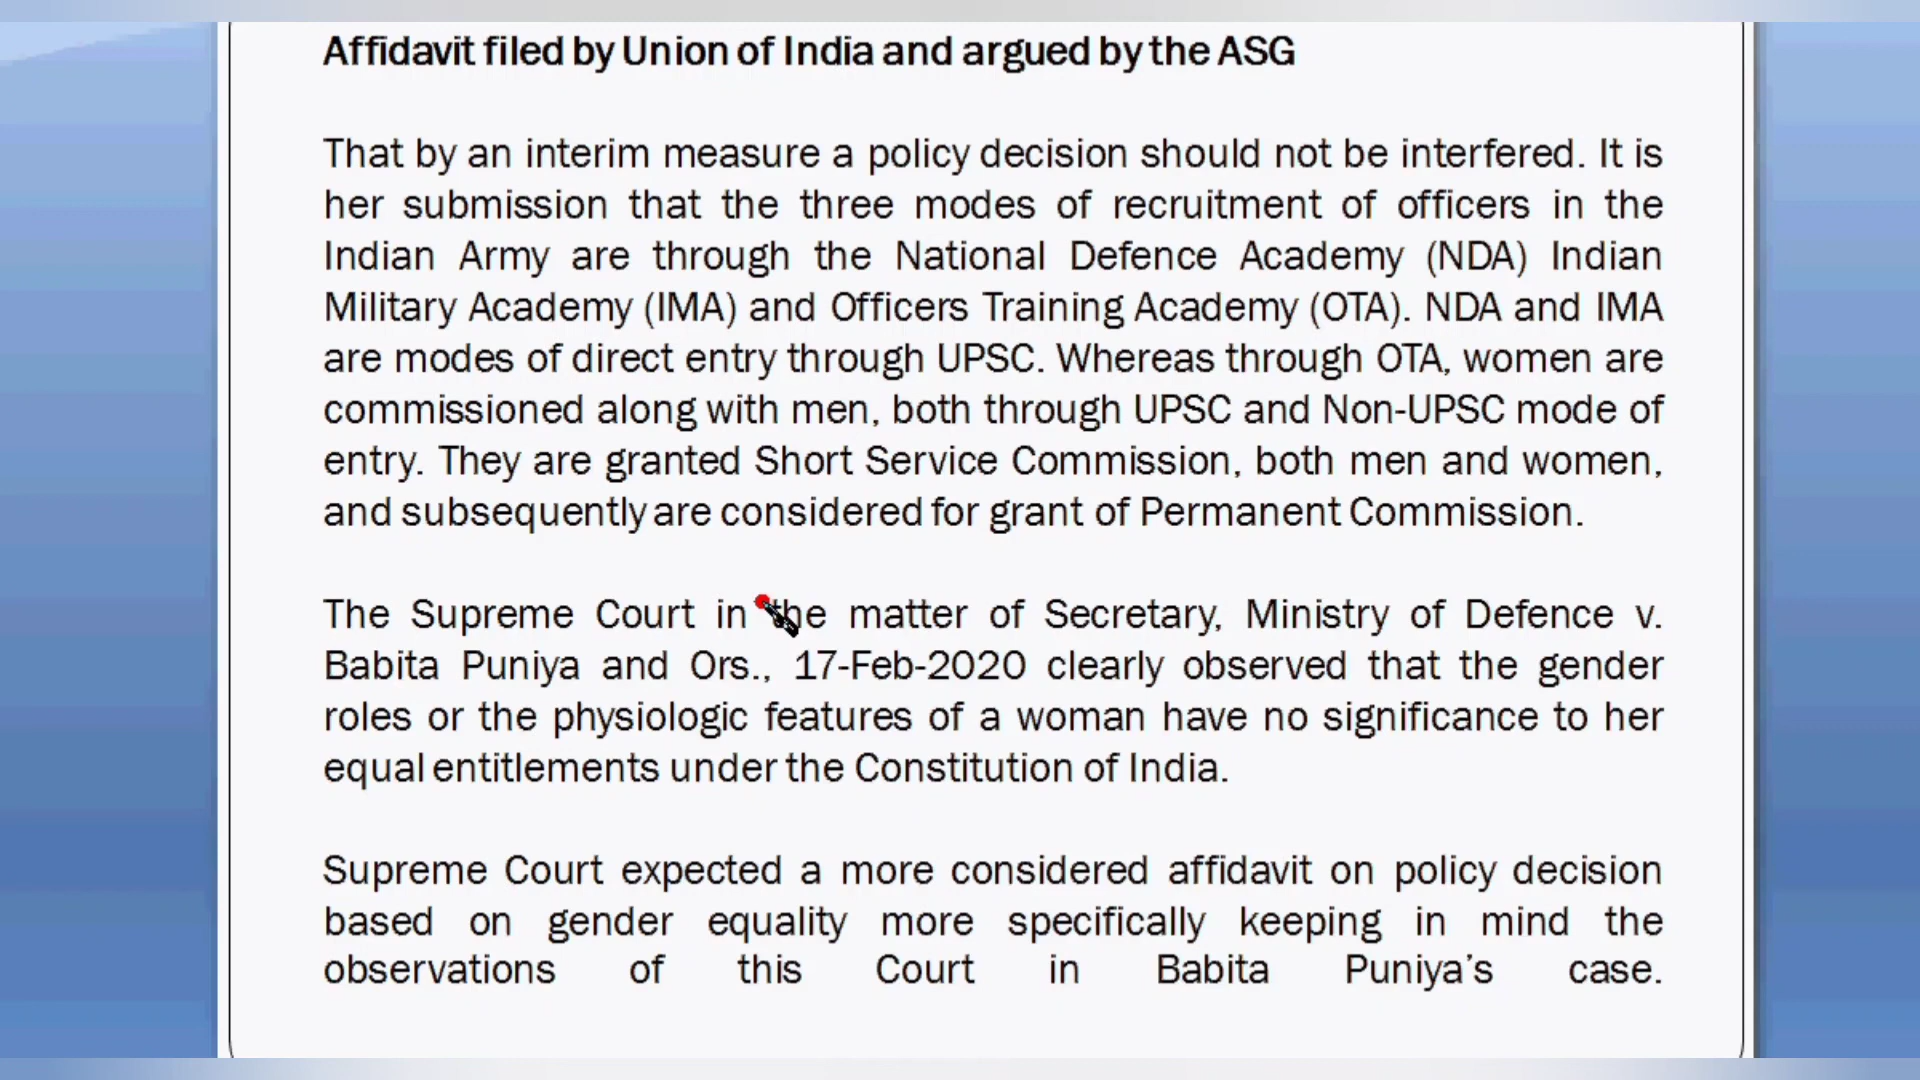 Affidavit filed by Union of India and argued by the ASG
That by an interim measure a policy decision should not be interfered. It is
her submission that the three modes of recruitment of officers in the
Indian Army are through the National Defence Academy (NDA) Indian
Military Academy (IMA) and Officers Training Academy (OTA). NDA and IMA
are modes of direct entry through UPSC. Whereas through OTA, women are
commissioned along with men, both through UPSC and Non-UPSC mode of
entry. They are granted Short Service Commission, both men and women,
and subsequently are considered for grant of Permanent Commission.
The Supreme Court in the matter of Secretary, Ministry of Defence v.
Babita Puniya and Ors., 17-Feb-2020 clearly observed that the gender
roles or the physiologic features of a woman have no significance to her
equal entitlements under the Constitution of India.
Supreme Court expected a more considered affidavit on policy decision
based on gender equality more specifically keeping in mind the
observations of this Court in Babita Puniya’s case.